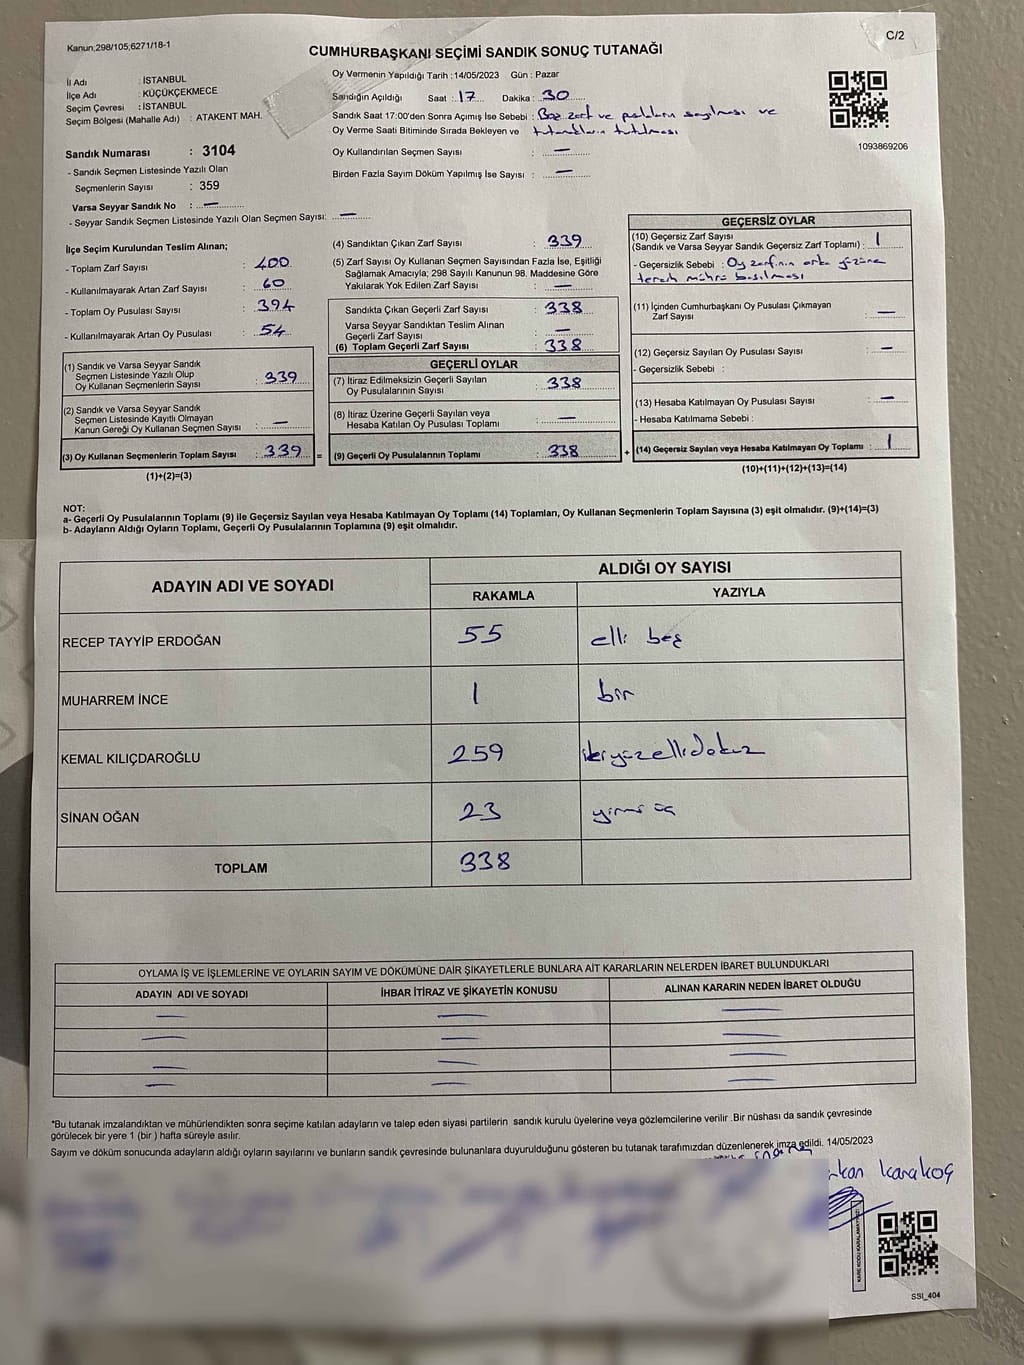 Kanun;298/105;6271/18-1
C/2
CUMHURBAŞKANI SEÇİMİ SANDIK SONUÇ TUTANAĞI
İl Adı : İSTANBUL
İlçe Adı : KÜÇÜKÇEKMECE
Seçim Çevresi : İSTANBUL
Seçim Bölgesi (Mahalle Adı) : ATAKENT MAH.
Sandık Numarası : 3104
- Sandık Seçmen Listesinde Yazılı Olan
Seçmenlerin Sayısı : 359
Varsa Seyyar Sandık No : —
- Seyyar Sandık Seçmen Listesinde Yazılı Olan Seçmen Sayısı: —
Oy Vermenin Yapıldığı Tarih :14/05/2023 Gün : Pazar
Sandığın Açıldığı Saat : 17 Dakika : 30
Sandık Saat 17:00'den Sonra Açımış İse Sebebi : Boş zarf ve pusulaların sayılması ve
Oy Verme Saati Bitiminde Sırada Bekleyen ve tutanakların tutulması
Oy Kullandırılan Seçmen Sayısı : —
Birden Fazla Sayım Döküm Yapılmış İse Sayısı : —
1093869206
İlçe Seçim Kurulundan Teslim Alınan;
- Toplam Zarf Sayısı : 400
- Kullanılmayarak Artan Zarf Sayısı : 60
- Toplam Oy Pusulası Sayısı : 394
- Kullanılmayarak Artan Oy Pusulası : 54
(1) Sandık ve Varsa Seyyar Sandık
Seçmen Listesinde Yazılı Olup
Oy Kullanan Seçmenlerin Sayısı : 339
(2) Sandık ve Varsa Seyyar Sandık
Seçmen Listesinde Kayıtlı Olmayan
Kanun Gereği Oy Kullanan Seçmen Sayısı : —
(3) Oy Kullanan Seçmenlerin Toplam Sayısı : 339 =
(1)+(2)=(3)
(4) Sandıktan Çıkan Zarf Sayısı : 339
(5) Zarf Sayısı Oy Kullanan Seçmen Sayısından Fazla İse, Eşitliği
Sağlamak Amacıyla; 298 Sayılı Kanunun 98. Maddesine Göre
Yakılarak Yok Edilen Zarf Sayısı : —
Sandıkta Çıkan Geçerli Zarf Sayısı : 338
Varsa Seyyar Sandıktan Teslim Alınan
Geçerli Zarf Sayısı : —
(6) Toplam Geçerli Zarf Sayısı : 338
GEÇERLİ OYLAR
(7) İtiraz Edilmeksizin Geçerli Sayılan
Oy Pusulalarının Sayısı : 338
(8) İtiraz Üzerine Geçerli Sayılan veya
Hesaba Katılan Oy Pusulası Toplamı : —
(9) Geçerli Oy Pusulalarının Toplamı : 338 +
GEÇERSİZ OYLAR
(10) Geçersiz Zarf Sayısı
(Sandık ve Varsa Seyyar Sandık Geçersiz Zarf Toplamı) : 1
- Geçersizlik Sebebi : Oy zarfının arka yüzüne
tercih mührü basılması
(11) İçinden Cumhurbaşkanı Oy Pusulası Çıkmayan
Zarf Sayısı : —
(12) Geçersiz Sayılan Oy Pusulası Sayısı : —
- Geçersizlik Sebebi :
(13) Hesaba Katılmayan Oy Pusulası Sayısı : —
- Hesaba Katılmama Sebebi :
(14) Geçersiz Sayılan veya Hesaba Katılmayan Oy Toplamı : 1
(10)+(11)+(12)+(13)=(14)
NOT:
a- Geçerli Oy Pusulalarının Toplamı (9) ile Geçersiz Sayılan veya Hesaba Katılmayan Oy Toplamı (14) Toplamları, Oy Kullanan Seçmenlerin Toplam Sayısına (3) eşit olmalıdır. (9)+(14)=(3)
b- Adayların Aldığı Oyların Toplamı, Geçerli Oy Pusulalarının Toplamına (9) eşit olmalıdır.
ADAYIN ADI VE SOYADI
ALDIĞI OY SAYISI
RAKAMLA YAZIYLA
RECEP TAYYİP ERDOĞAN 55 elli beş
MUHARREM İNCE 1 bir
KEMAL KILIÇDAROĞLU 259 ikiyüzellidokuz
SİNAN OĞAN 23 yirmi üç
TOPLAM 338
OYLAMA İŞ VE İŞLEMLERİNE VE OYLARIN SAYIM VE DÖKÜMÜNE DAİR ŞİKAYETLERLE BUNLARA AİT KARARLARIN NELERDEN İBARET BULUNDUKLARI
ADAYIN ADI VE SOYADI İHBAR İTİRAZ VE ŞİKAYETİN KONUSU ALINAN KARARIN NEDEN İBARET OLDUĞU
— — —
— — —
— — —
— — —
*Bu tutanak imzalandıktan ve mühürlendikten sonra seçime katılan adayların ve talep eden siyasi partilerin sandık kurulu üyelerine veya gözlemcilerine verilir .Bir nüshası da sandık çevresinde
görülecek bir yere 1 (bir ) hafta süreyle asılır.
Sayım ve döküm sonucunda adayların aldığı oyların sayılarını ve bunların sandık çevresinde bulunanlara duyurulduğunu gösteren bu tutanak tarafımızdan düzenlenerek imza edildi. 14/05/2023
rkan Karakoç
KARE KODU KARALAMAYINIZ!
SSI_404